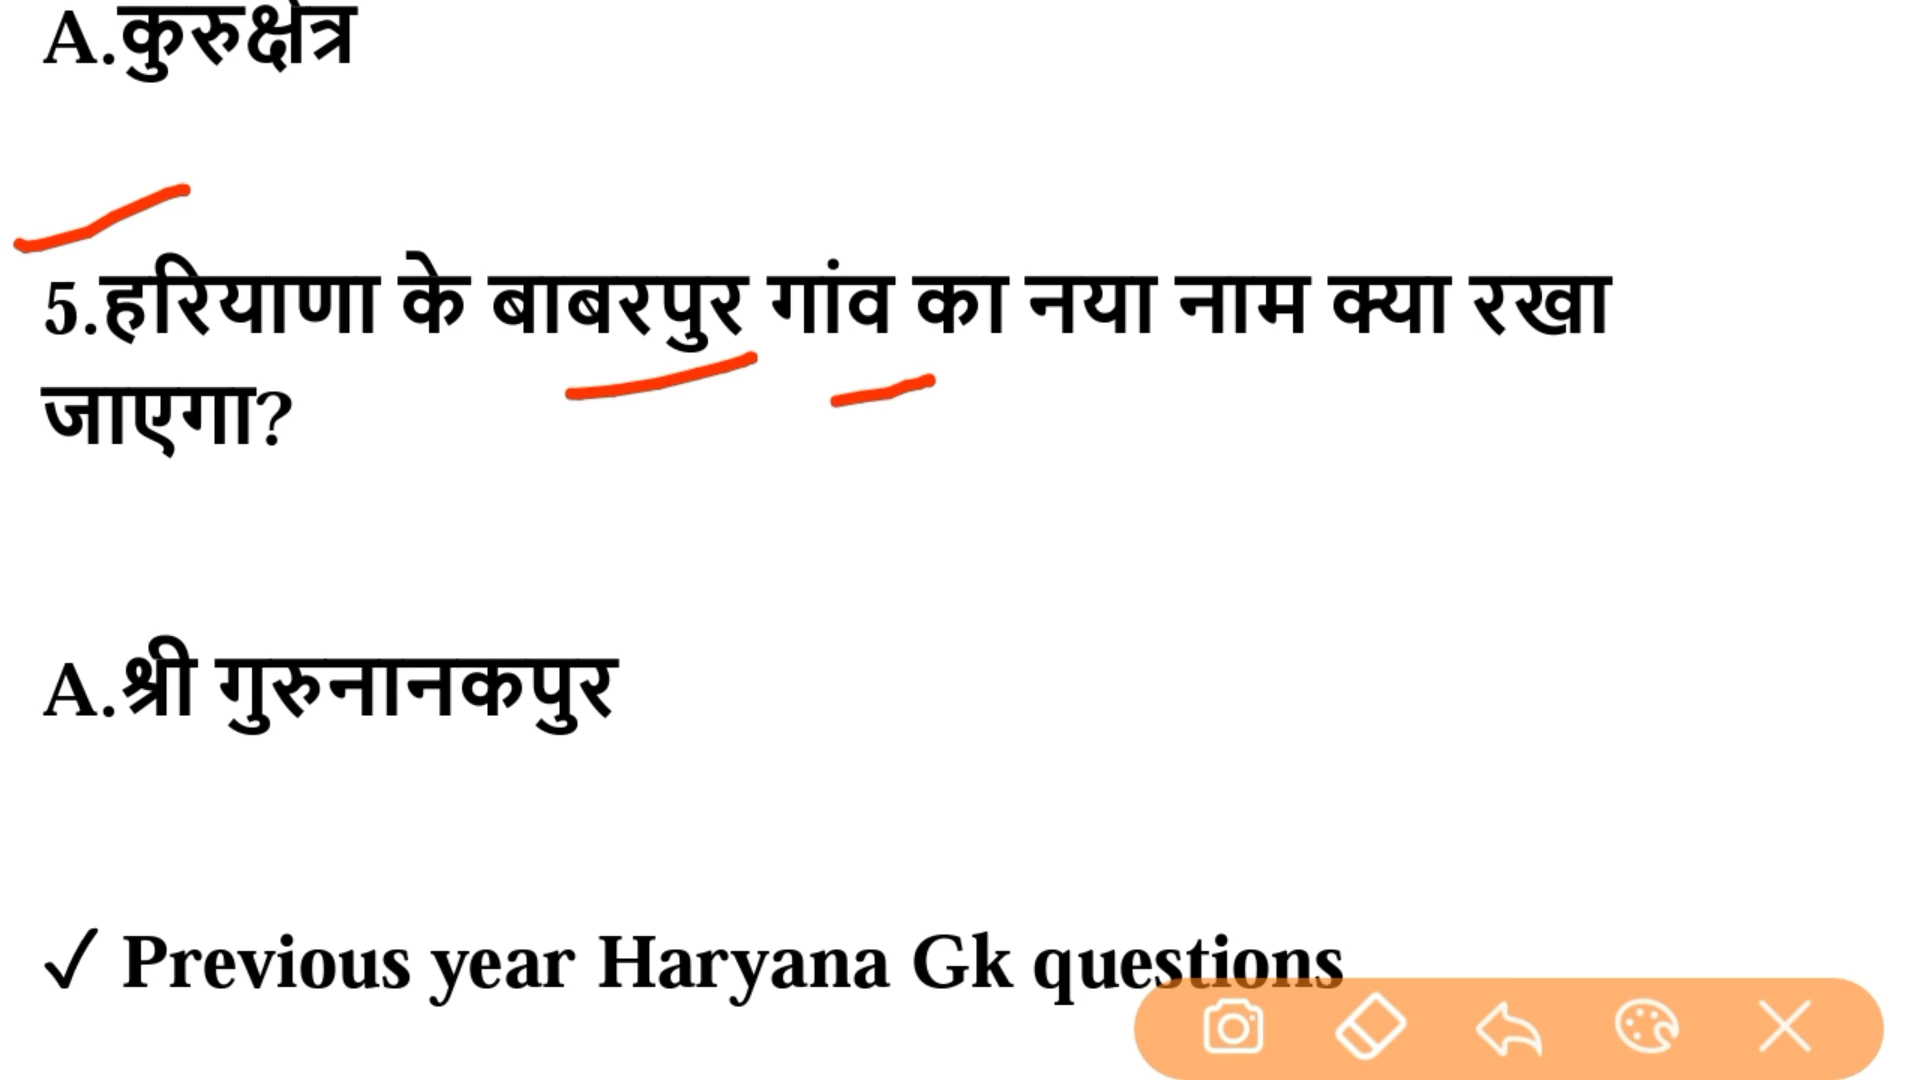 A.कुरुक्षेत्र
5.हरियाणा के बाबरपुर गांव का नया नाम क्या रखा
जाएगा?
A.श्री गुरुनानकपुर
✓ Previous year Haryana Gk questions